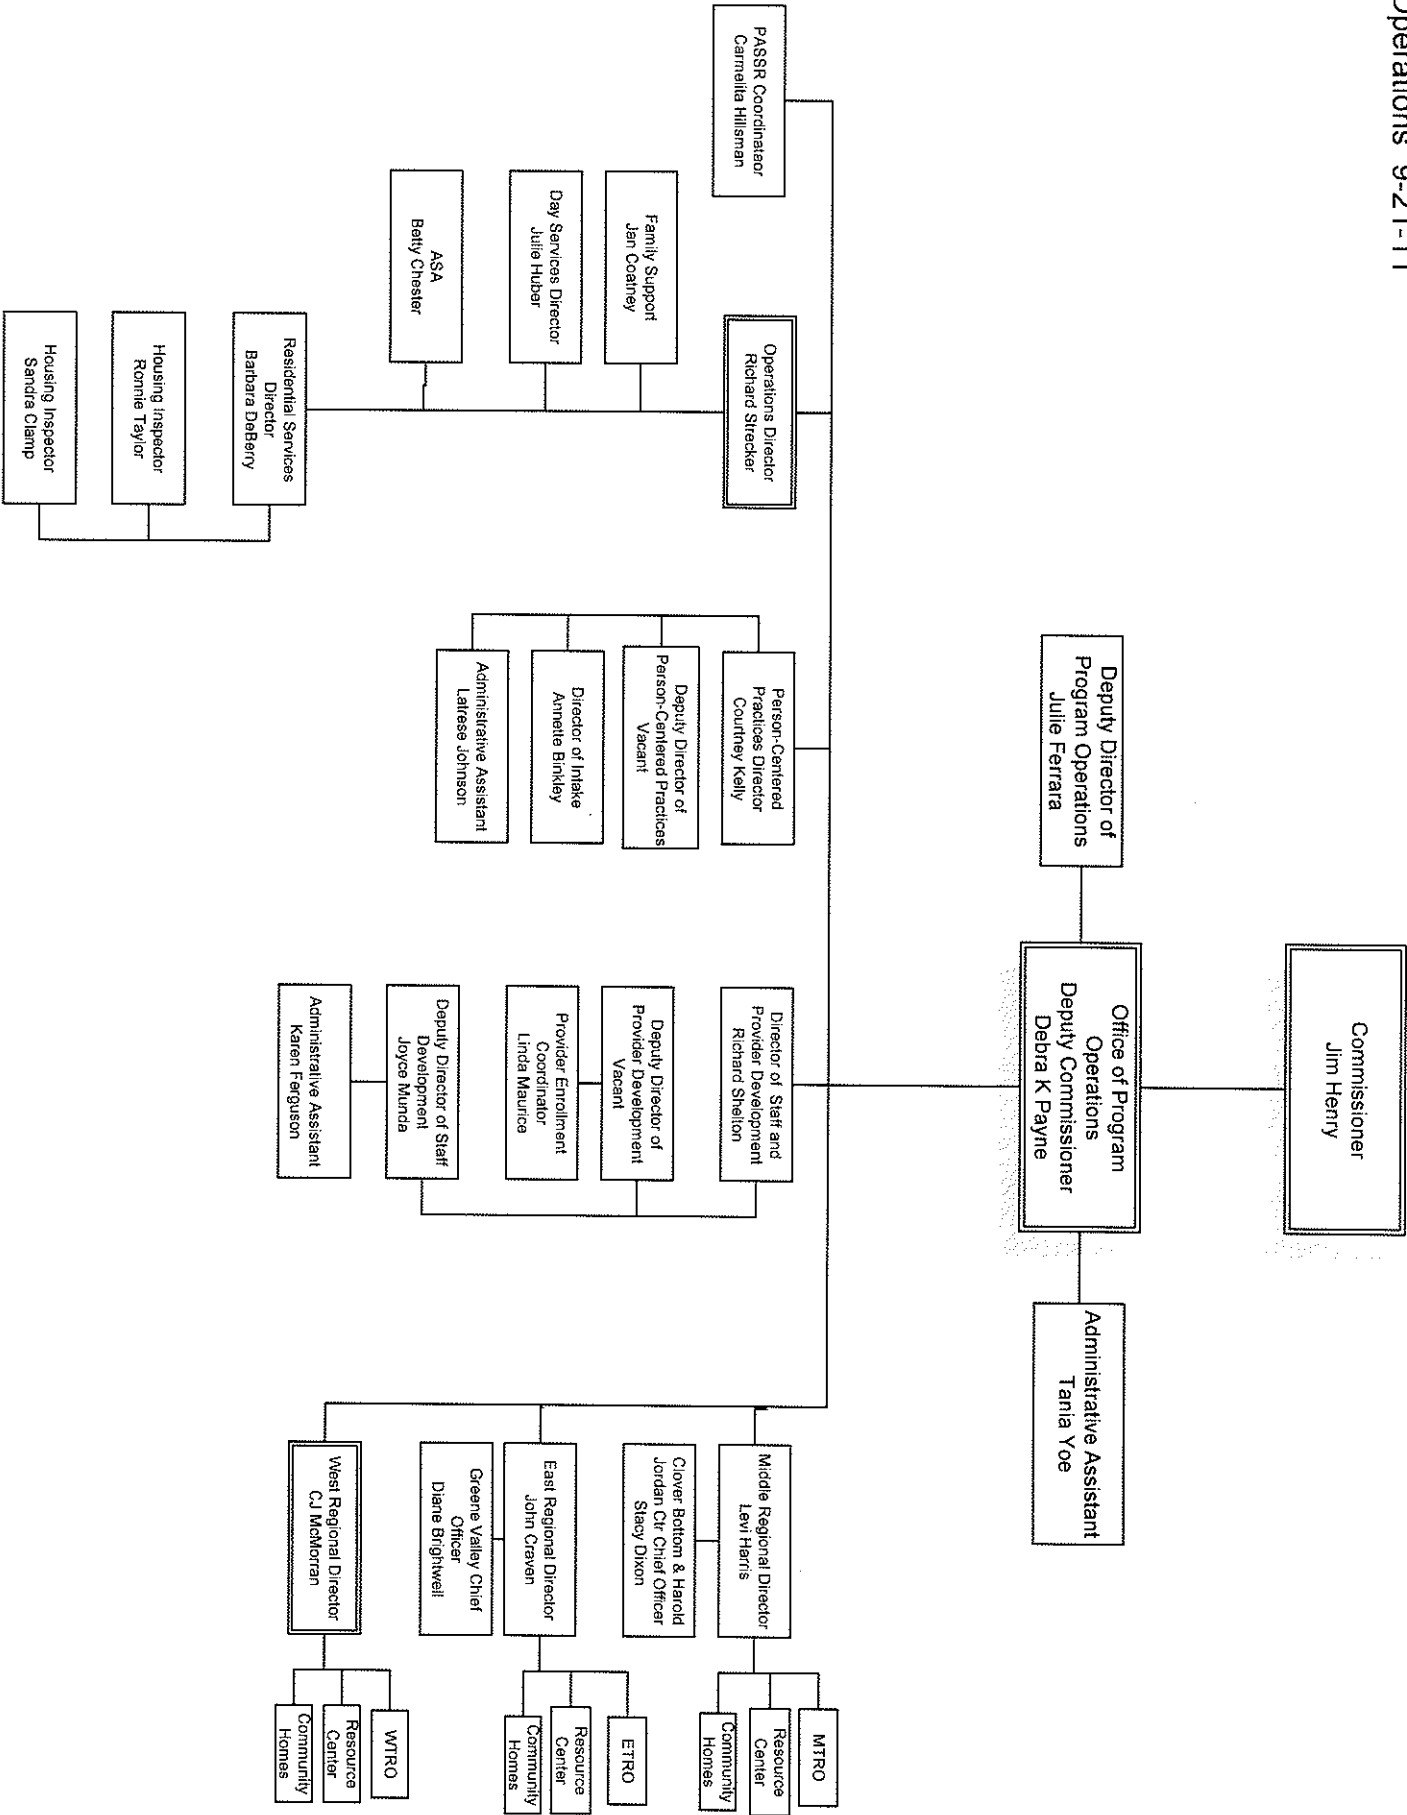 Operations 9-21-11
Commissioner
Jim Henry
Deputy Director of
Program Operations
Julie Ferrara
Office of Program
Operations
Deputy Commissioner
Debra K Payne
Administrative Assistant
Tania Yoe
PASSR Coordinataor
Carmelita Hillsman
Operations Director
Richard Strecker
Family Support
Jan Coatney
Day Services Director
Julie Huber
ASA
Betty Chester
Residential Services
Director
Barbara DeBerry
Housing Inspector
Ronnie Taylor
Housing Inspector
Sandra Clamp
Person-Centered
Practices Director
Courtney Kelly
Deputy Director of
Person-Centered Practices
Vacant
Director of Intake
Annette Binkley
Administrative Assistant
Latrese Johnson
Director of Staff and
Provider Development
Richard Shelton
Deputy Director of
Provider Development
Vacant
Provider Enrollment
Coordinator
Linda Maurice
Deputy Director of Staff
Development
Joyce Munda
Administrative Assistant
Karen Ferguson
Middle Regional Director
Levi Harris
Clover Bottom & Harold
Jordan Ctr Chief Officer
Stacy Dixon
MTRO
Resource
Center
Community
Homes
East Regional Director
John Craven
Greene Valley Chief
Officer
Diane Brightwell
ETRO
Resource
Center
Community
Homes
West Regional Director
CJ McMorran
WTRO
Resource
Center
Community
Homes